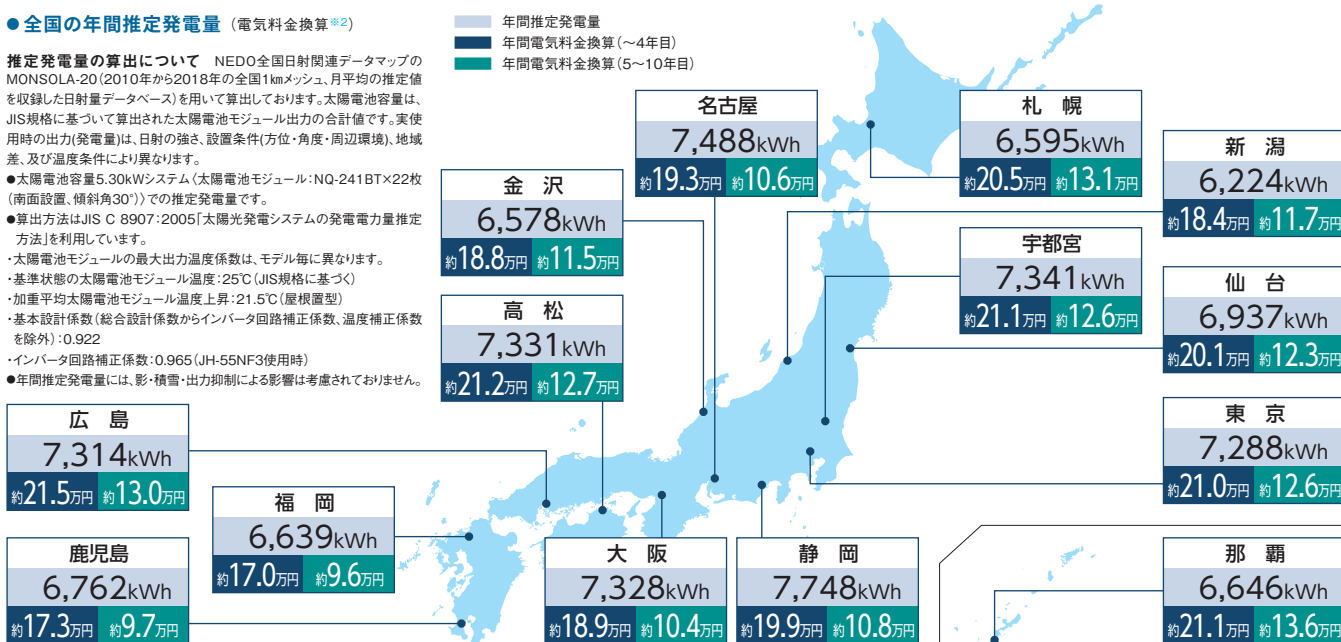 ●全国の年間推定発電量（電気料金換算※2）
推定発電量の算出について　NEDO全国日射関連データマップの
MONSOLA-20（2010年から2018年の全国1kmメッシュ、月平均の推定値
を収録した日射量データベース）を用いて算出しております。太陽電池容量は、
JIS規格に基づいて算出された太陽電池モジュール出力の合計値です。実使
用時の出力(発電量)は、日射の強さ、設置条件(方位・角度・周辺環境)、地域
差、及び温度条件により異なります。
●太陽電池容量5.30kWシステム〈太陽電池モジュール：NQ-241BT×22枚
（南面設置、傾斜角30°）〉での推定発電量です。
●算出方法はJIS C 8907：2005「太陽光発電システムの発電電力量推定
方法」を利用しています。
・太陽電池モジュールの最大出力温度係数は、モデル毎に異なります。
・基準状態の太陽電池モジュール温度：25℃（JIS規格に基づく）
・加重平均太陽電池モジュール温度上昇：21.5℃（屋根置型）
・基本設計係数（総合設計係数からインバータ回路補正係数、温度補正係数
を除外）：0.922
・インバータ回路補正係数：0.965（JH-55NF3使用時）
●年間推定発電量には、影・積雪・出力抑制による影響は考慮されておりません。
年間推定発電量
年間電気料金換算（～4年目）
年間電気料金換算（5～10年目）
名古屋
7,488kWh
約19.3万円 約10.6万円
札　幌
6,595kWh
約20.5万円 約13.1万円
新　潟
6,224kWh
約18.4万円 約11.7万円
金　沢
6,578kWh
約18.8万円 約11.5万円
宇都宮
7,341kWh
約21.1万円 約12.6万円
仙　台
6,937kWh
約20.1万円 約12.3万円
高　松
7,331kWh
約21.2万円 約12.7万円
東　京
7,288kWh
約21.0万円 約12.6万円
広　島
7,314kWh
約21.5万円 約13.0万円
福　岡
6,639kWh
約17.0万円 約9.6万円
鹿児島
6,762kWh
約17.3万円 約9.7万円
大　阪
7,328kWh
約18.9万円 約10.4万円
静　岡
7,748kWh
約19.9万円 約10.8万円
那　覇
6,646kWh
約21.1万円 約13.6万円